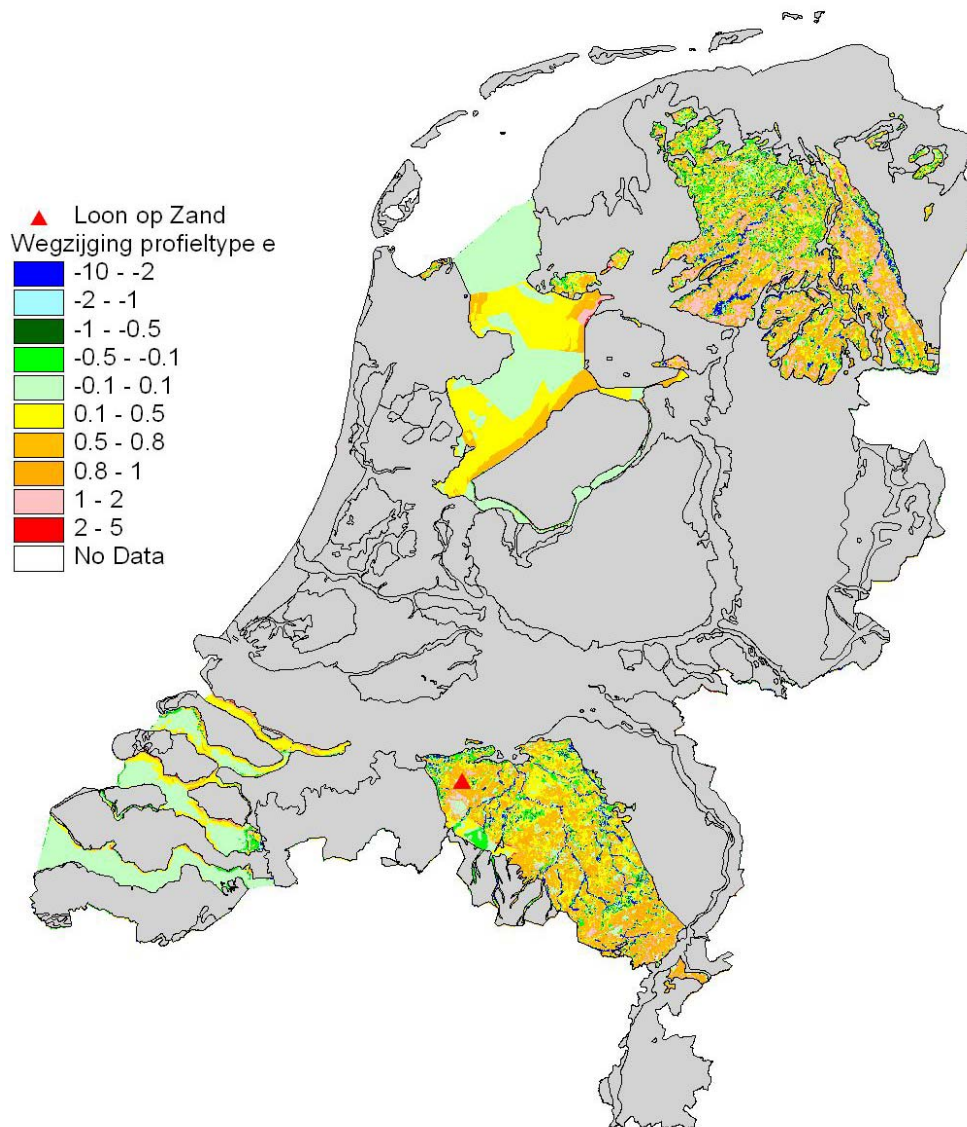 Loon op Zand
Wegzijging profieltype e
-10 - -2
-2 - -1
-1 - -0.5
-0.5 - -0.1
-0.1 - 0.1
0.1 - 0.5
0.5 - 0.8
0.8 - 1
1 - 2
2 - 5
No Data